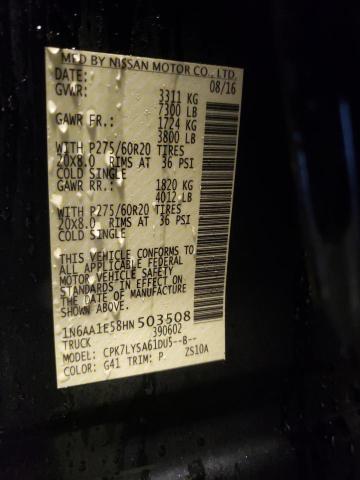 MFD BY NISSAN MOTOR CO., LTD.
DATE: 08/16
GVWR: 3311 KG
7300 LB
GAWR FR.: 1724 KG
3800 LB
WITH P275/60R20 TIRES
20X8.0 RIMS AT 36 PSI
COLD SINGLE
GAWR RR.: 1820 KG
4012 LB
WITH P275/60R20 TIRES
20X8.0 RIMS AT 36 PSI
COLD SINGLE
THIS VEHICLE CONFORMS TO
ALL APPLICABLE FEDERAL
MOTOR VEHICLE SAFETY
STANDARDS IN EFFECT ON
THE DATE OF MANUFACTURE
SHOWN ABOVE.
1N6AA1E58HN503508
TRUCK 390602
MODEL: CPK7LYSA61DU5--B--
COLOR: G41 TRIM: P. ZS10A